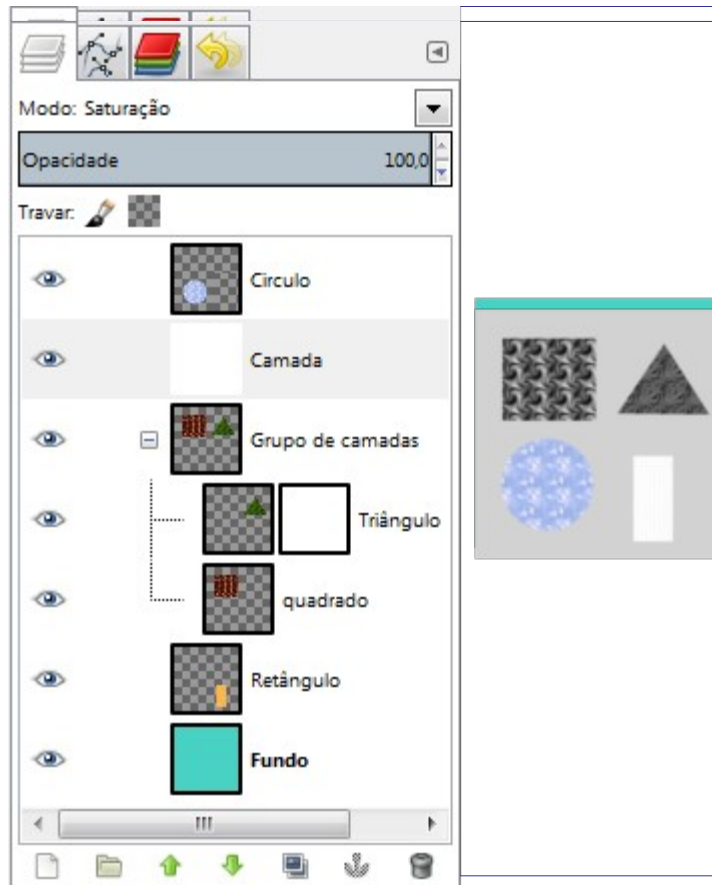 Modo: Saturação
Opacidade 100,0
Travar:
Circulo
Camada
Grupo de camadas
Triângulo
quadrado
Retângulo
Fundo